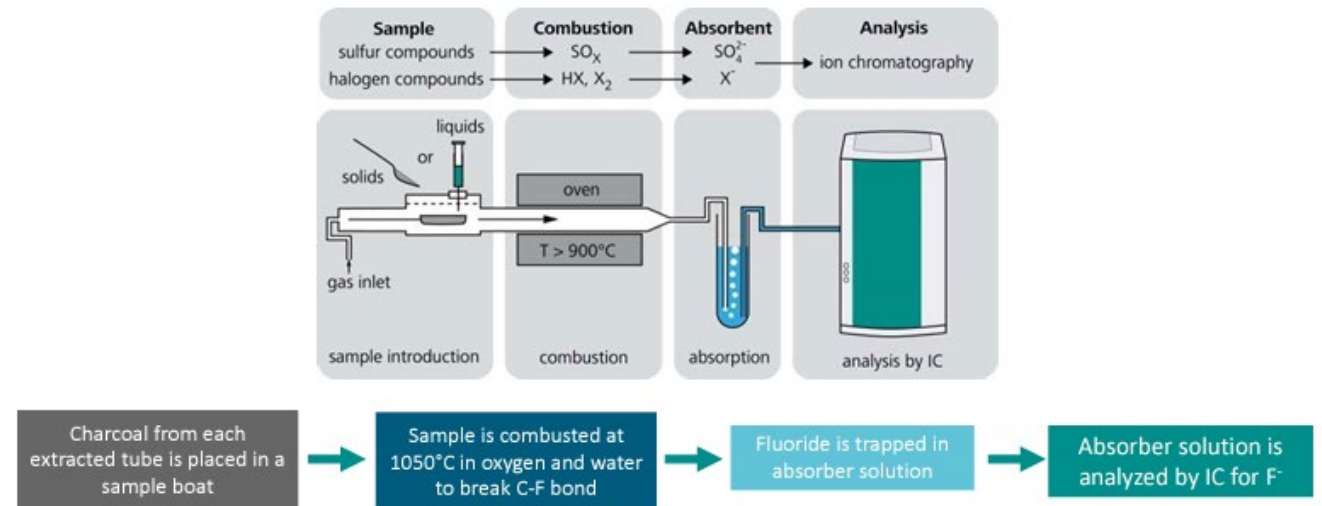 Sample
sulfur compounds
halogen compounds
Combustion
SOₓ
HX, X₂
Absorbent
SO₄²⁻
X⁻
Analysis
ion chromatography
liquids
or
solids
gas inlet
oven
T > 900°C
sample introduction
combustion
absorption
analysis by IC
Charcoal from each
extracted tube is placed in a
sample boat
Sample is combusted at
1050°C in oxygen and water
to break C-F bond
Fluoride is trapped in
absorber solution
Absorber solution is
analyzed by IC for F⁻